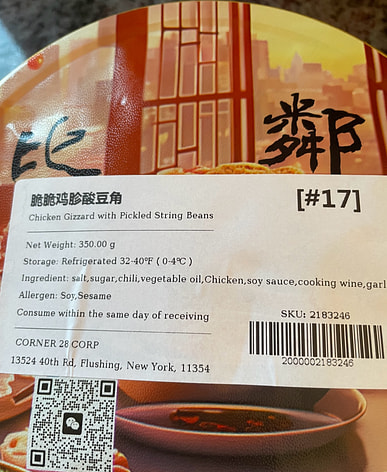 比鄰
脆脆鸡胗酸豆角
[#17]
Chicken Gizzard with Pickled String Beans
Net Weight: 350.00 g
Storage: Refrigerated 32-40°F ( 0-4°C )
Ingredient: salt,sugar,chili,vegetable oil,Chicken,soy sauce,cooking wine,garl
Allergen: Soy,Sesame
Consume within the same day of receiving
SKU: 2183246
CORNER 28 CORP
13524 40th Rd, Flushing, New York, 11354
2000002183246